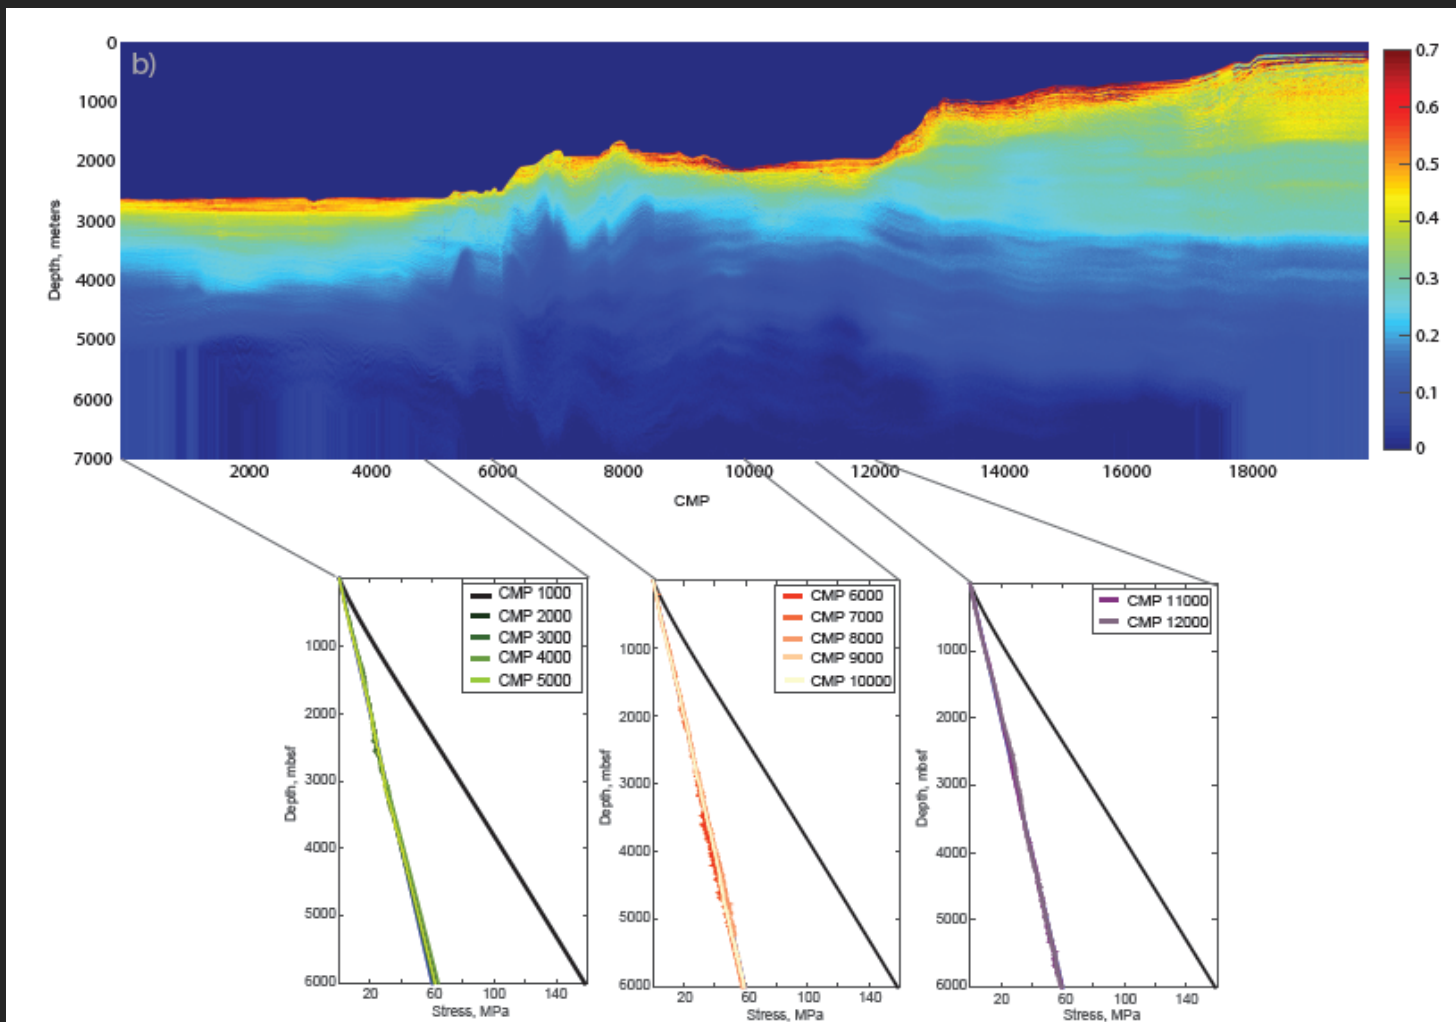 b)
0
1000
2000
3000
4000
5000
6000
7000
Depth, meters
2000 4000 6000 8000 10000 12000 14000 16000 18000
CMP
0.7
0.6
0.5
0.4
0.3
0.2
0.1
0
CMP 1000
CMP 2000
CMP 3000
CMP 4000
CMP 5000
1000
2000
3000
4000
5000
6000
Depth, mbsf
20 60 100 140
Stress, MPa
CMP 6000
CMP 7000
CMP 8000
CMP 9000
CMP 10000
1000
2000
3000
4000
5000
6000
Depth, mbsf
20 60 100 140
Stress, MPa
CMP 11000
CMP 12000
1000
2000
3000
4000
5000
6000
Depth, mbsf
20 60 100 140
Stress, MPa